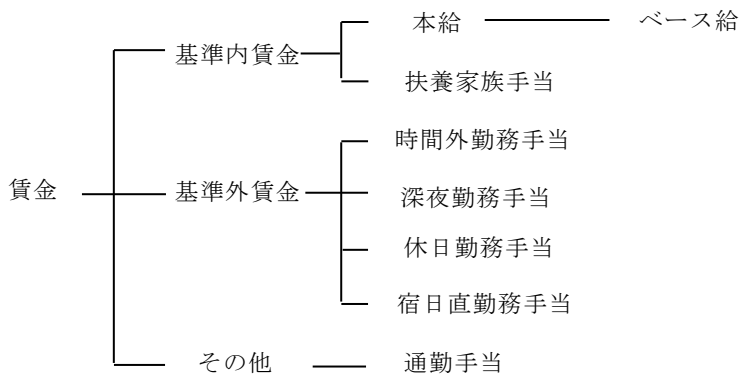 本給
ベース給
基準内賃金
扶養家族手当
時間外勤務手当
賃金
基準外賃金
深夜勤務手当
休日勤務手当
宿日直勤務手当
その他
通勤手当